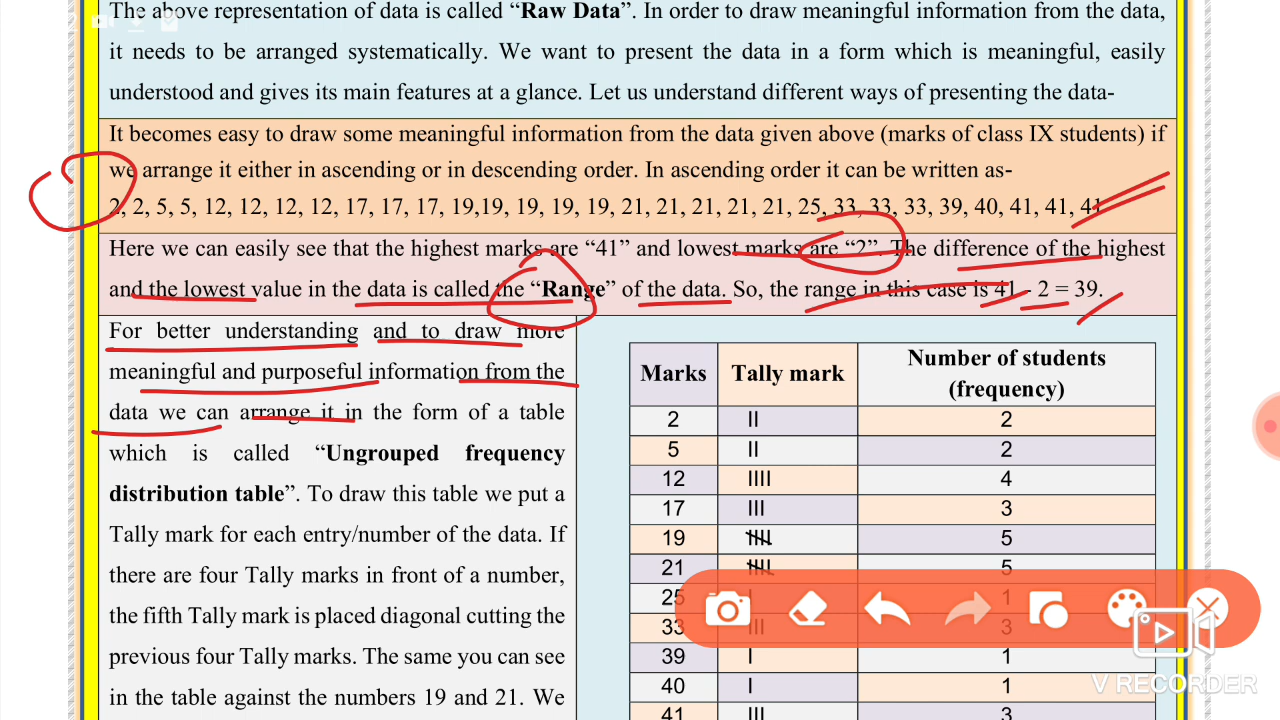 The above representation of data is called “Raw Data”. In order to draw meaningful information from the data,
it needs to be arranged systematically. We want to present the data in a form which is meaningful, easily
understood and gives its main features at a glance. Let us understand different ways of presenting the data-
It becomes easy to draw some meaningful information from the data given above (marks of class IX students) if
we arrange it either in ascending or in descending order. In ascending order it can be written as-
2, 2, 5, 5, 12, 12, 12, 12, 17, 17, 17, 19,19, 19, 19, 19, 21, 21, 21, 21, 21, 25, 33, 33, 33, 39, 40, 41, 41, 41
Here we can easily see that the highest marks are “41” and lowest marks are “2”. The difference of the highest
and the lowest value in the data is called the “Range” of the data. So, the range in this case is 41 - 2 = 39.
For better understanding and to draw more
meaningful and purposeful information from the
data we can arrange it in the form of a table
which is called “Ungrouped frequency
distribution table”. To draw this table we put a
Tally mark for each entry/number of the data. If
there are four Tally marks in front of a number,
the fifth Tally mark is placed diagonal cutting the
previous four Tally marks. The same you can see
in the table against the numbers 19 and 21. We
Marks Tally mark Number of students
(frequency)
2 II 2
5 II 2
12 IIII 4
17 III 3
19 5
21 5
25 I 1
33 III 3
39 I 1
40 I 1
41 III 3
V RECORDER